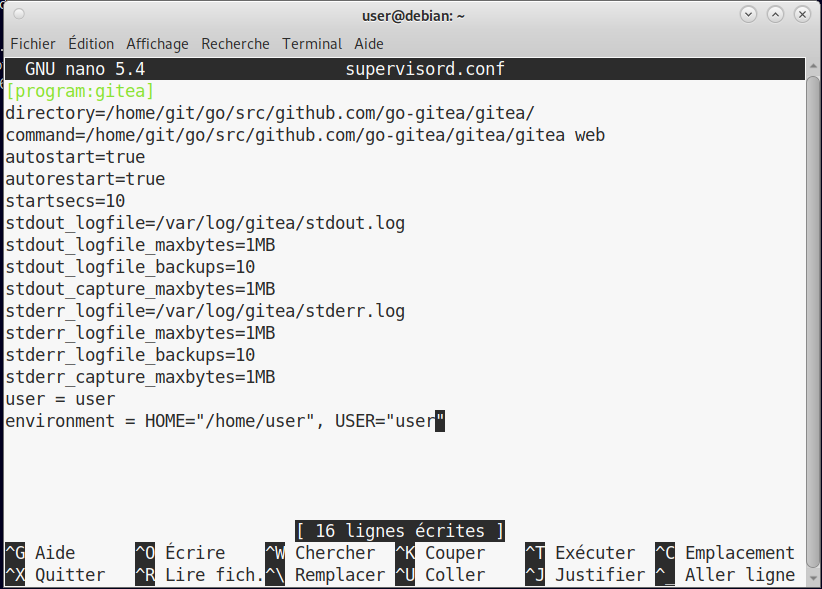 user@debian: ~
Fichier Édition Affichage Recherche Terminal Aide
GNU nano 5.4 supervisord.conf
[program:gitea]
directory=/home/git/go/src/github.com/go-gitea/gitea/
command=/home/git/go/src/github.com/go-gitea/gitea/gitea web
autostart=true
autorestart=true
startsecs=10
stdout_logfile=/var/log/gitea/stdout.log
stdout_logfile_maxbytes=1MB
stdout_logfile_backups=10
stdout_capture_maxbytes=1MB
stderr_logfile=/var/log/gitea/stderr.log
stderr_logfile_maxbytes=1MB
stderr_logfile_backups=10
stderr_capture_maxbytes=1MB
user = user
environment = HOME="/home/user", USER="user"
[ 16 lignes écrites ]
^G Aide ^O Écrire ^W Chercher ^K Couper ^T Exécuter ^C Emplacement
^X Quitter ^R Lire fich. ^\ Remplacer ^U Coller ^J Justifier ^_ Aller ligne